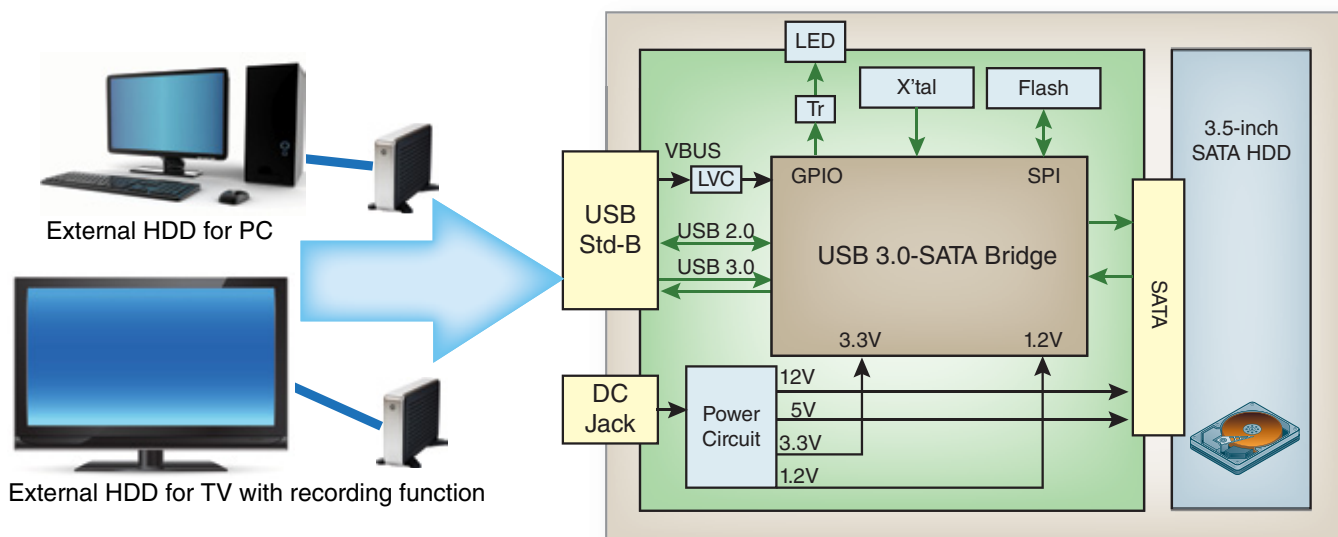 External HDD for PC
External HDD for TV with recording function
USB
Std-B
DC
Jack
LED
Tr
X'tal
Flash
VBUS
LVC
GPIO
SPI
USB 2.0
USB 3.0
USB 3.0-SATA Bridge
3.3V
1.2V
Power
Circuit
12V
5V
3.3V
1.2V
SATA
3.5-inch
SATA HDD